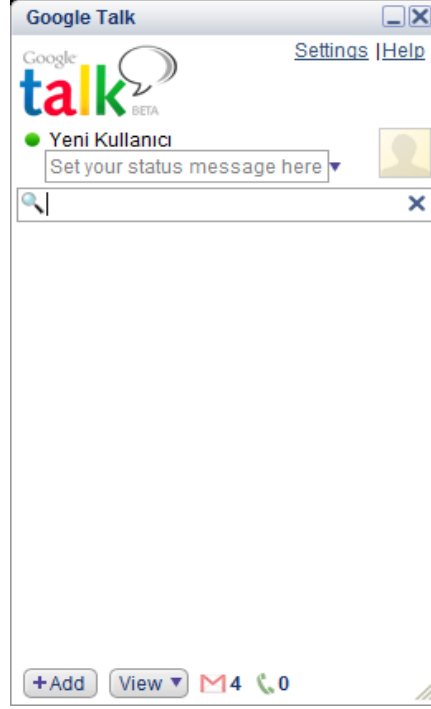 Google Talk
Settings | Help
Google
talk
BETA
Yeni Kullanıcı
Set your status message here
+Add View 4 0